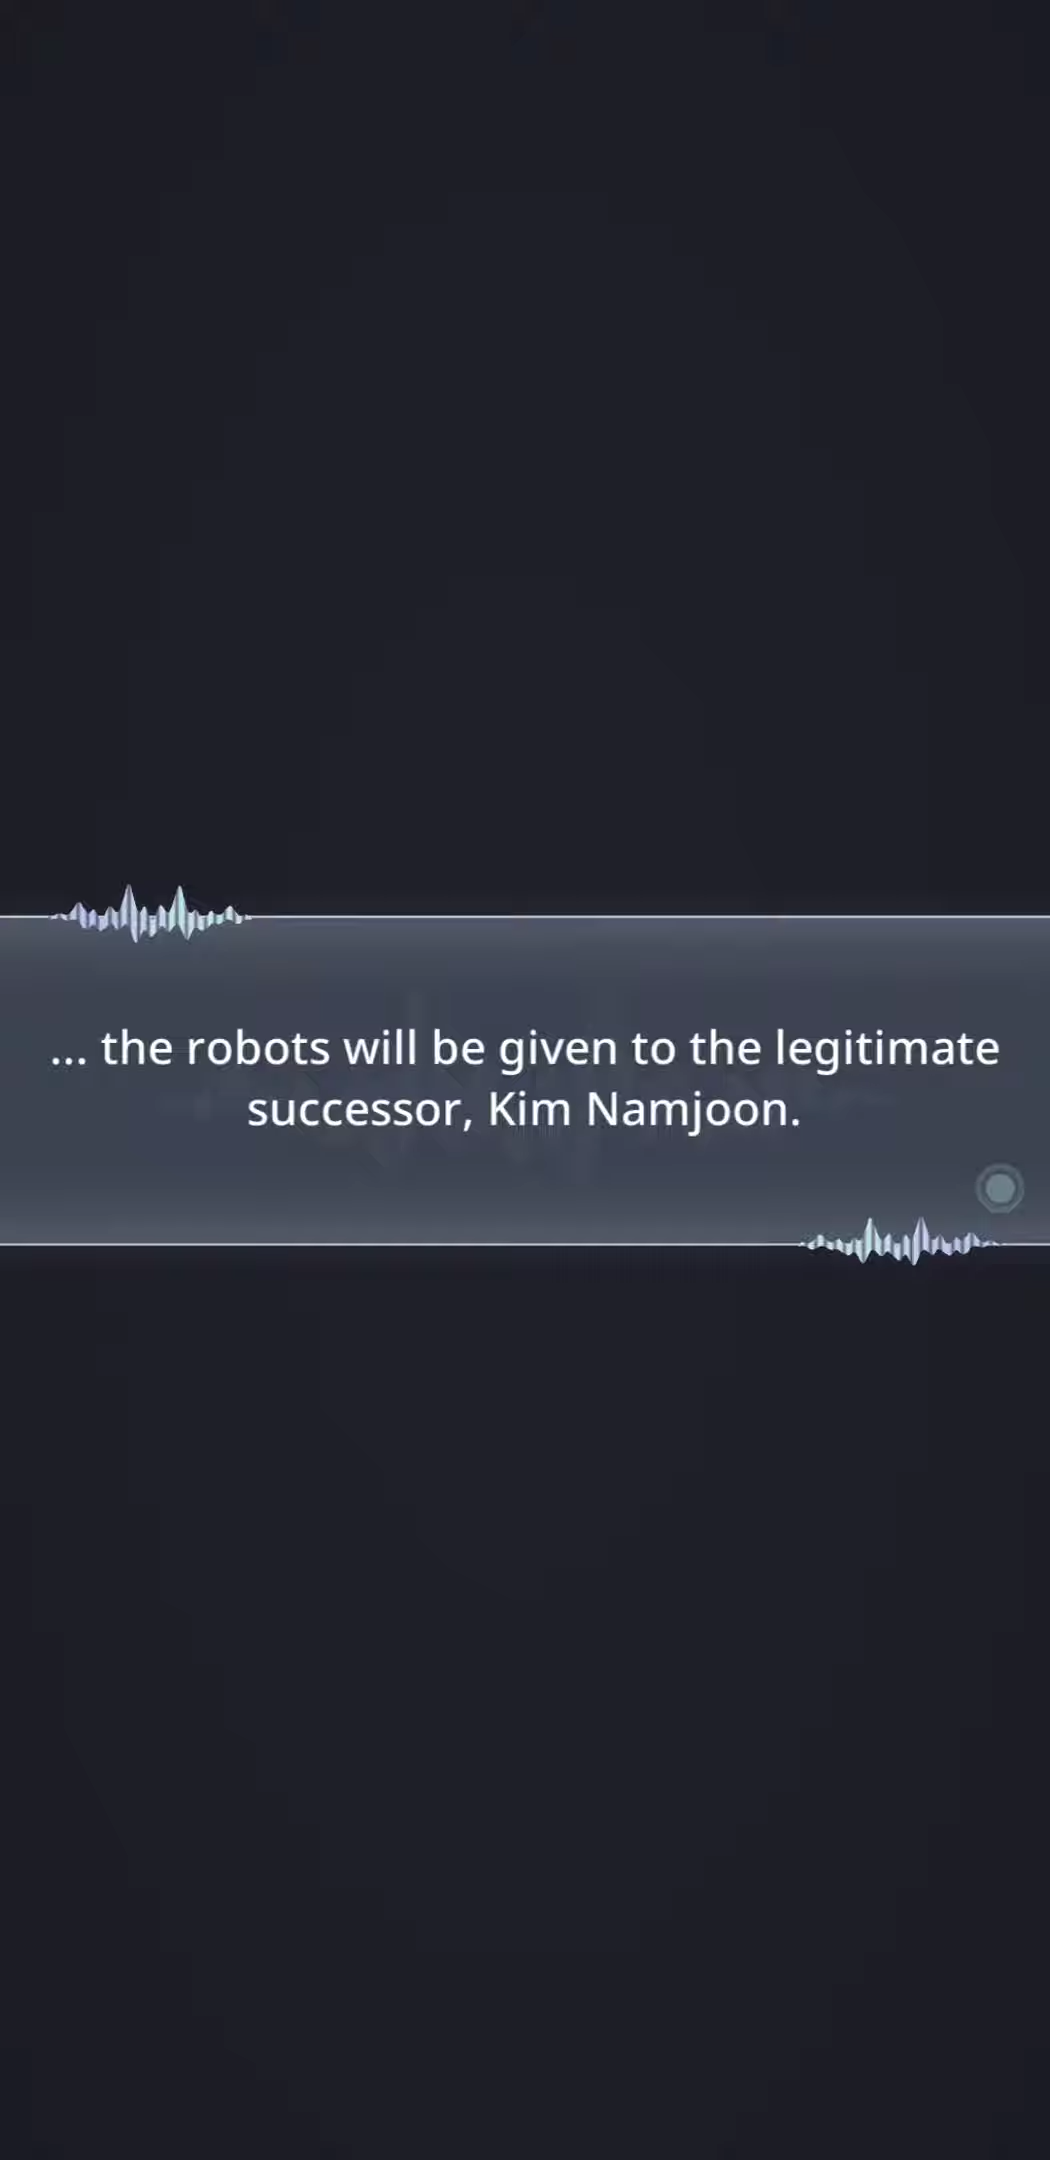 ... the robots will be given to the legitimate
successor, Kim Namjoon.